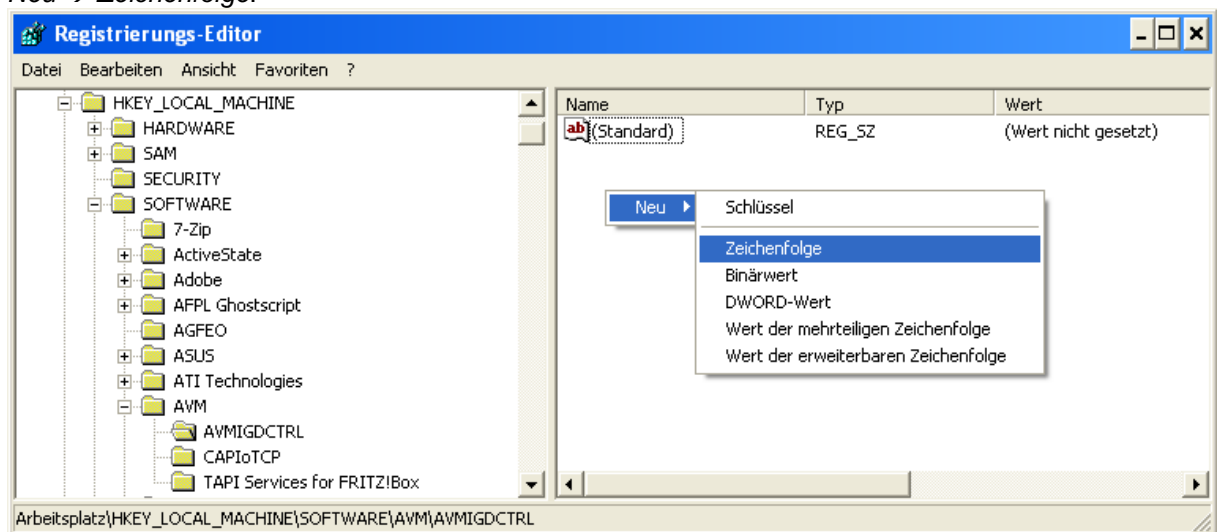 Neu → Zeichenfolge.
Registrierungs-Editor
Datei Bearbeiten Ansicht Favoriten ?
HKEY_LOCAL_MACHINE
HARDWARE
SAM
SECURITY
SOFTWARE
7-Zip
ActiveState
Adobe
AFPL Ghostscript
AGFEO
ASUS
ATI Technologies
AVM
AVMIGDCTRL
CAPIoTCP
TAPI Services for FRITZ!Box
Name Typ Wert
ab (Standard) REG_SZ (Wert nicht gesetzt)
Neu
Schlüssel
Zeichenfolge
Binärwert
DWORD-Wert
Wert der mehrteiligen Zeichenfolge
Wert der erweiterbaren Zeichenfolge
Arbeitsplatz\HKEY_LOCAL_MACHINE\SOFTWARE\AVM\AVMIGDCTRL